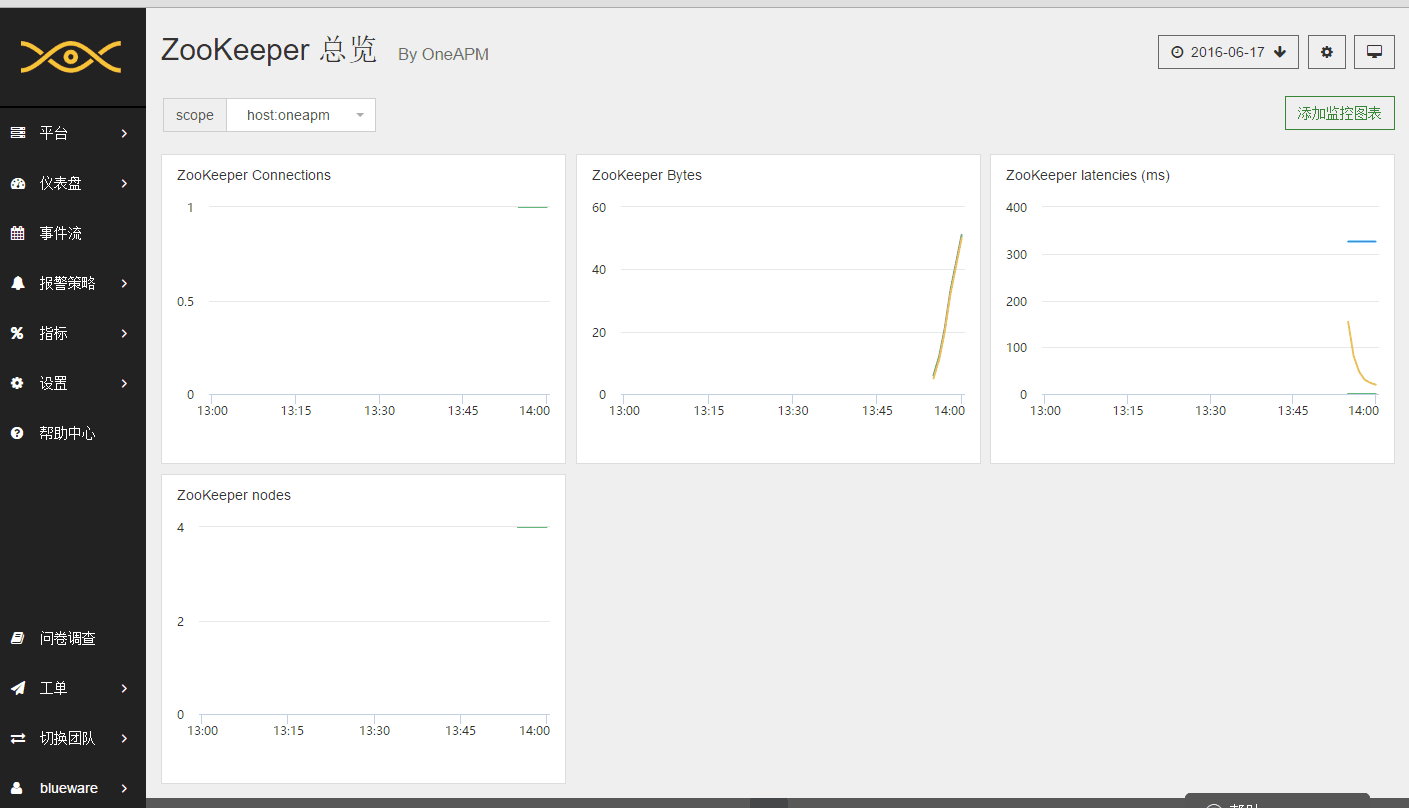 ZooKeeper 总览 By OneAPM
2016-06-17
scope host:oneapm
添加监控图表
平台
仪表盘
事件流
报警策略
指标
设置
帮助中心
问卷调查
工单
切换团队
blueware
ZooKeeper Connections
1
0.5
0
13:00 13:15 13:30 13:45 14:00
ZooKeeper Bytes
60
40
20
0
13:00 13:15 13:30 13:45 14:00
ZooKeeper latencies (ms)
400
300
200
100
0
13:00 13:15 13:30 13:45 14:00
ZooKeeper nodes
4
2
0
13:00 13:15 13:30 13:45 14:00